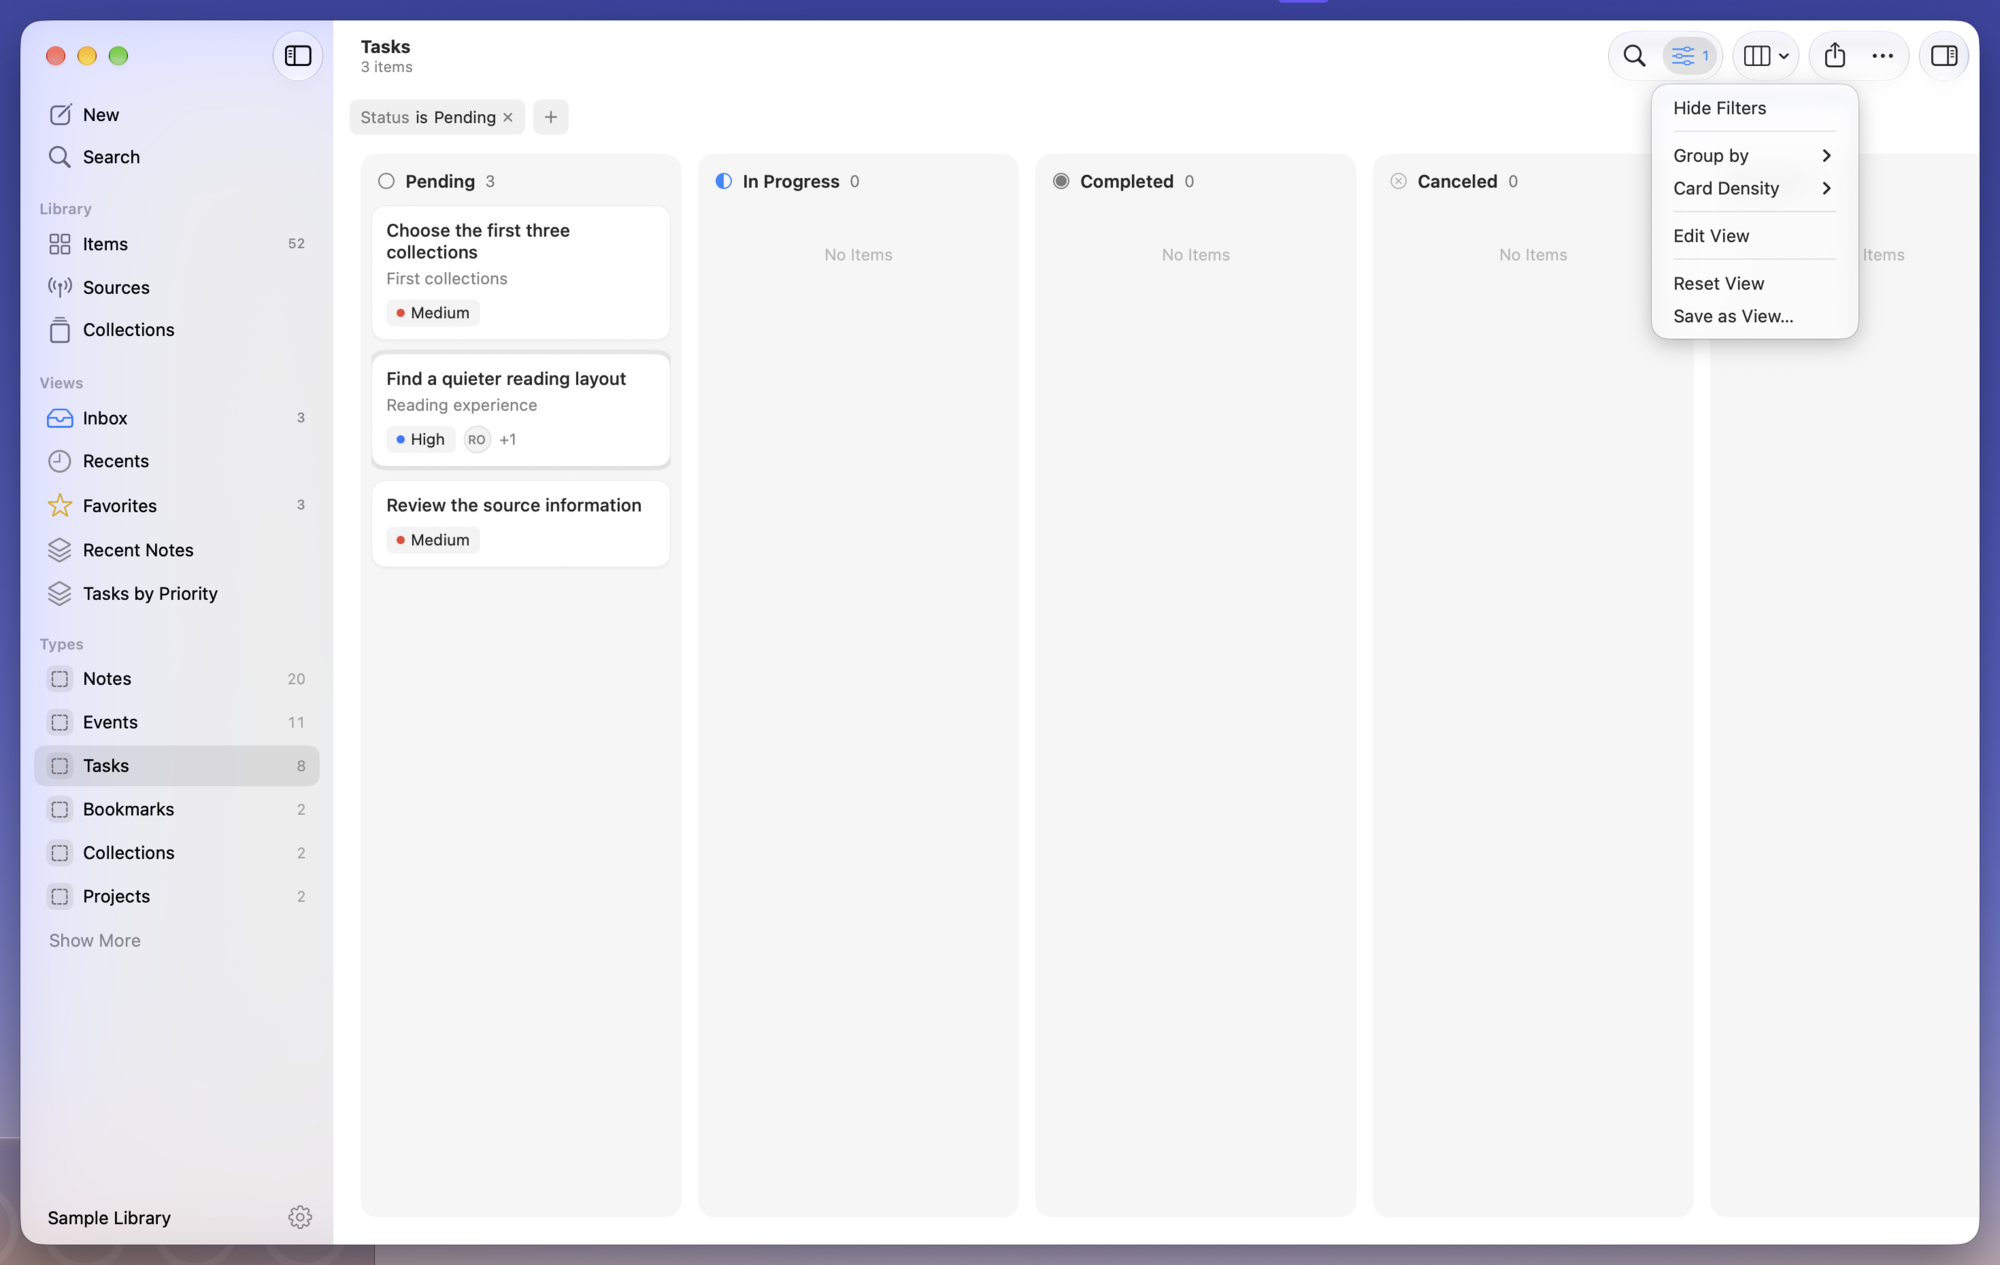 New
Search
Library
Items 52
Sources
Collections
Views
Inbox 3
Recents
Favorites 3
Recent Notes
Tasks by Priority
Types
Notes 20
Events 11
Tasks 8
Bookmarks 2
Collections 2
Projects 2
Show More
Sample Library
Tasks
3 items
1
Status is Pending ×
+
Pending 3
Choose the first three
collections
First collections
Medium
Find a quieter reading layout
Reading experience
High RO +1
Review the source information
Medium
In Progress 0
No Items
Completed 0
No Items
Canceled 0
No Items
Items
Hide Filters
Group by
Card Density
Edit View
Reset View
Save as View...